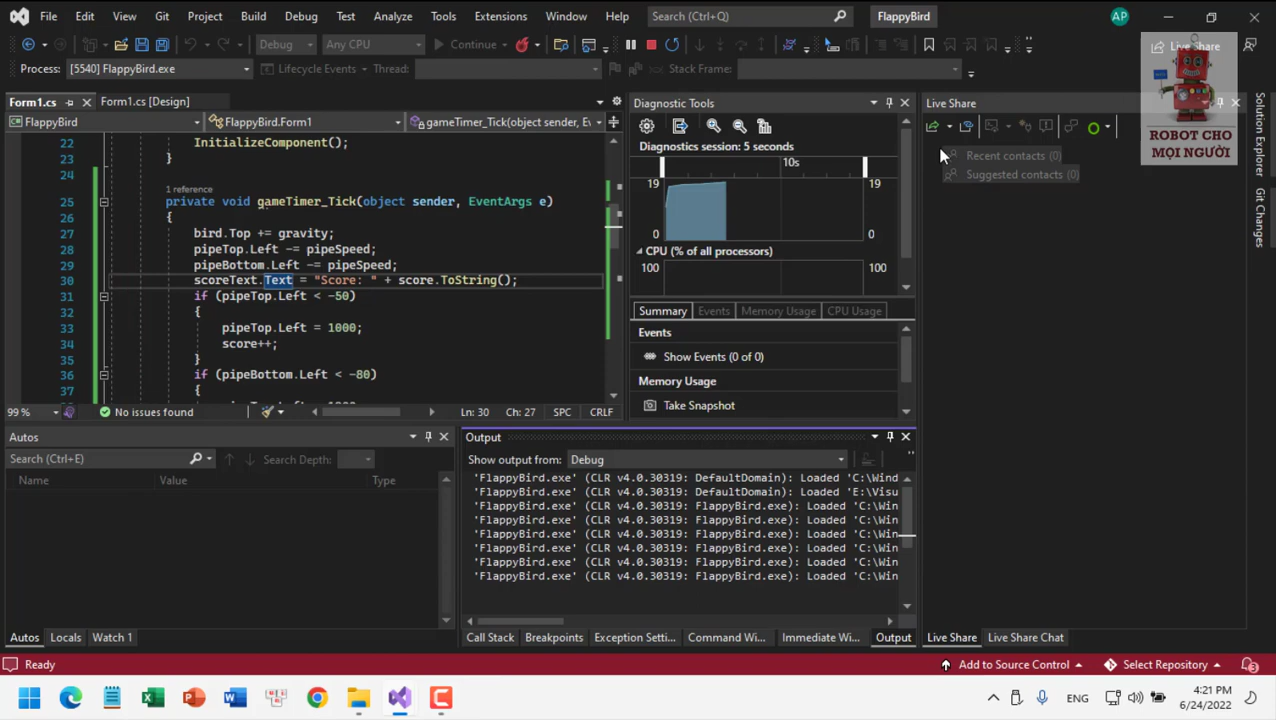 File Edit View Git Project Build Debug Test Analyze Tools Extensions Window Help Search (Ctrl+Q) FlappyBird AP
Debug Any CPU Continue Live Share
Process: [5540] FlappyBird.exe Lifecycle Events Thread: Stack Frame:
ROBOT CHO
MỌI NGƯỜI
Form1.cs Form1.cs [Design]
FlappyBird FlappyBird.Form1 gameTimer_Tick(object sender, E
22 InitializeComponent();
23 }
24
1 reference
25 private void gameTimer_Tick(object sender, EventArgs e)
26 {
27 bird.Top += gravity;
28 pipeTop.Left -= pipeSpeed;
29 pipeBottom.Left -= pipeSpeed;
30 scoreText.Text = "Score: " + score.ToString();
31 if (pipeTop.Left < -50)
32 {
33 pipeTop.Left = 1000;
34 score++;
35 }
36 if (pipeBottom.Left < -80)
37 {
99 % No issues found Ln: 30 Ch: 27 SPC CRLF
Diagnostic Tools
Diagnostics session: 5 seconds
10s
19 19
0 0
CPU (% of all processors)
100 100
Summary Events Memory Usage CPU Usage
Events
Show Events (0 of 0)
Memory Usage
Take Snapshot
Live Share
Recent contacts (0)
Suggested contacts (0)
Solution Explorer
Git Changes
Autos
Search (Ctrl+E) Search Depth:
Name Value Type
Autos Locals Watch 1
Output
Show output from: Debug
'FlappyBird.exe' (CLR v4.0.30319: DefaultDomain): Loaded 'C:\Wind
'FlappyBird.exe' (CLR v4.0.30319: DefaultDomain): Loaded 'E:\Visu
'FlappyBird.exe' (CLR v4.0.30319: FlappyBird.exe): Loaded 'C:\Win
'FlappyBird.exe' (CLR v4.0.30319: FlappyBird.exe): Loaded 'C:\Win
'FlappyBird.exe' (CLR v4.0.30319: FlappyBird.exe): Loaded 'C:\Win
'FlappyBird.exe' (CLR v4.0.30319: FlappyBird.exe): Loaded 'C:\Win
'FlappyBird.exe' (CLR v4.0.30319: FlappyBird.exe): Loaded 'C:\Win
'FlappyBird.exe' (CLR v4.0.30319: FlappyBird.exe): Loaded 'C:\Win
Call Stack Breakpoints Exception Setti... Command Wi... Immediate Wi... Output
Live Share Live Share Chat
Ready Add to Source Control Select Repository 3
ENG 4:21 PM
6/24/2022